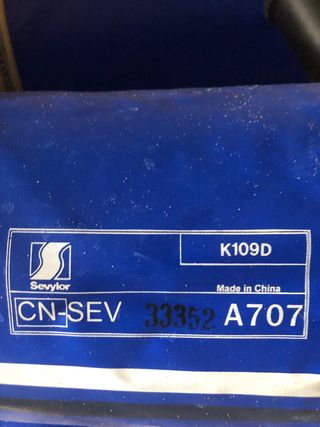 K109D
Sevylor
Made in China
CN-SEV 33352 A707